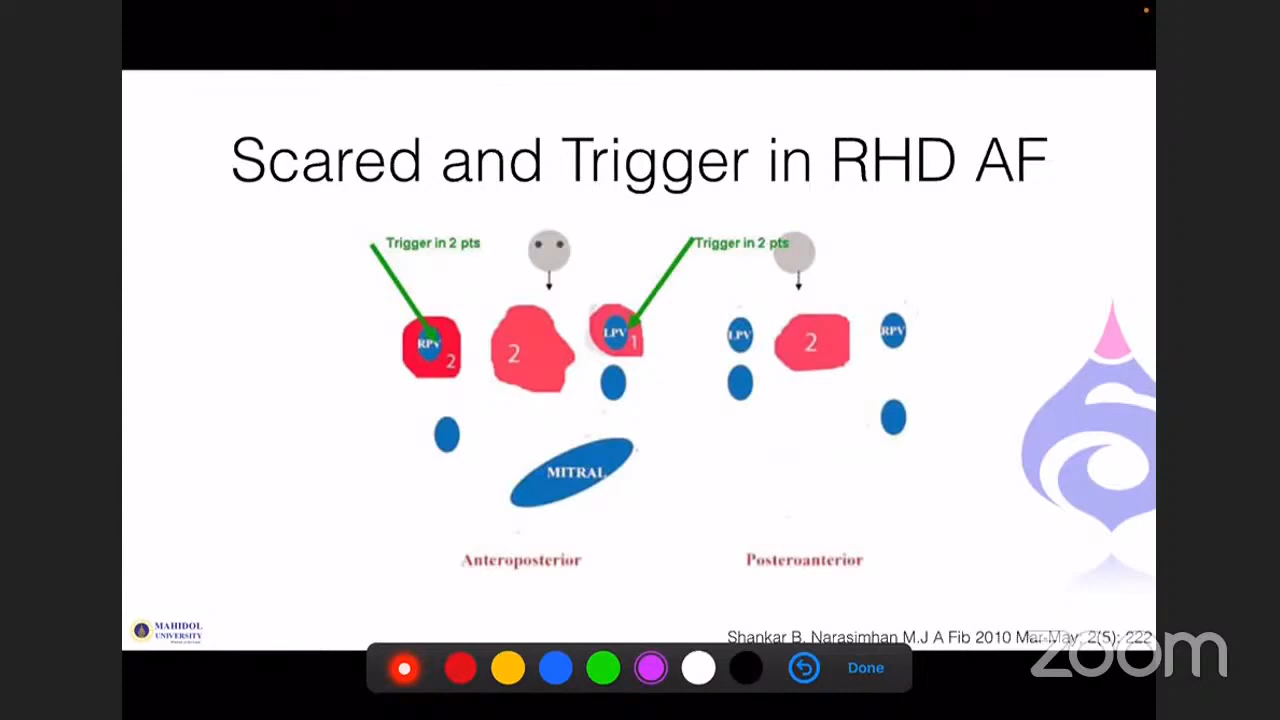 Scared and Trigger in RHD AF
Trigger in 2 pts
Trigger in 2 pts
RPV
2
2
LPV
1
LPV
2
RPV
MITRAL
Anteroposterior
Posteroanterior
MAHIDOL
UNIVERSITY
Shankar B, Narasimhan M.J A Fib 2010 Mar-May; 2(5): 222
zoom
Done